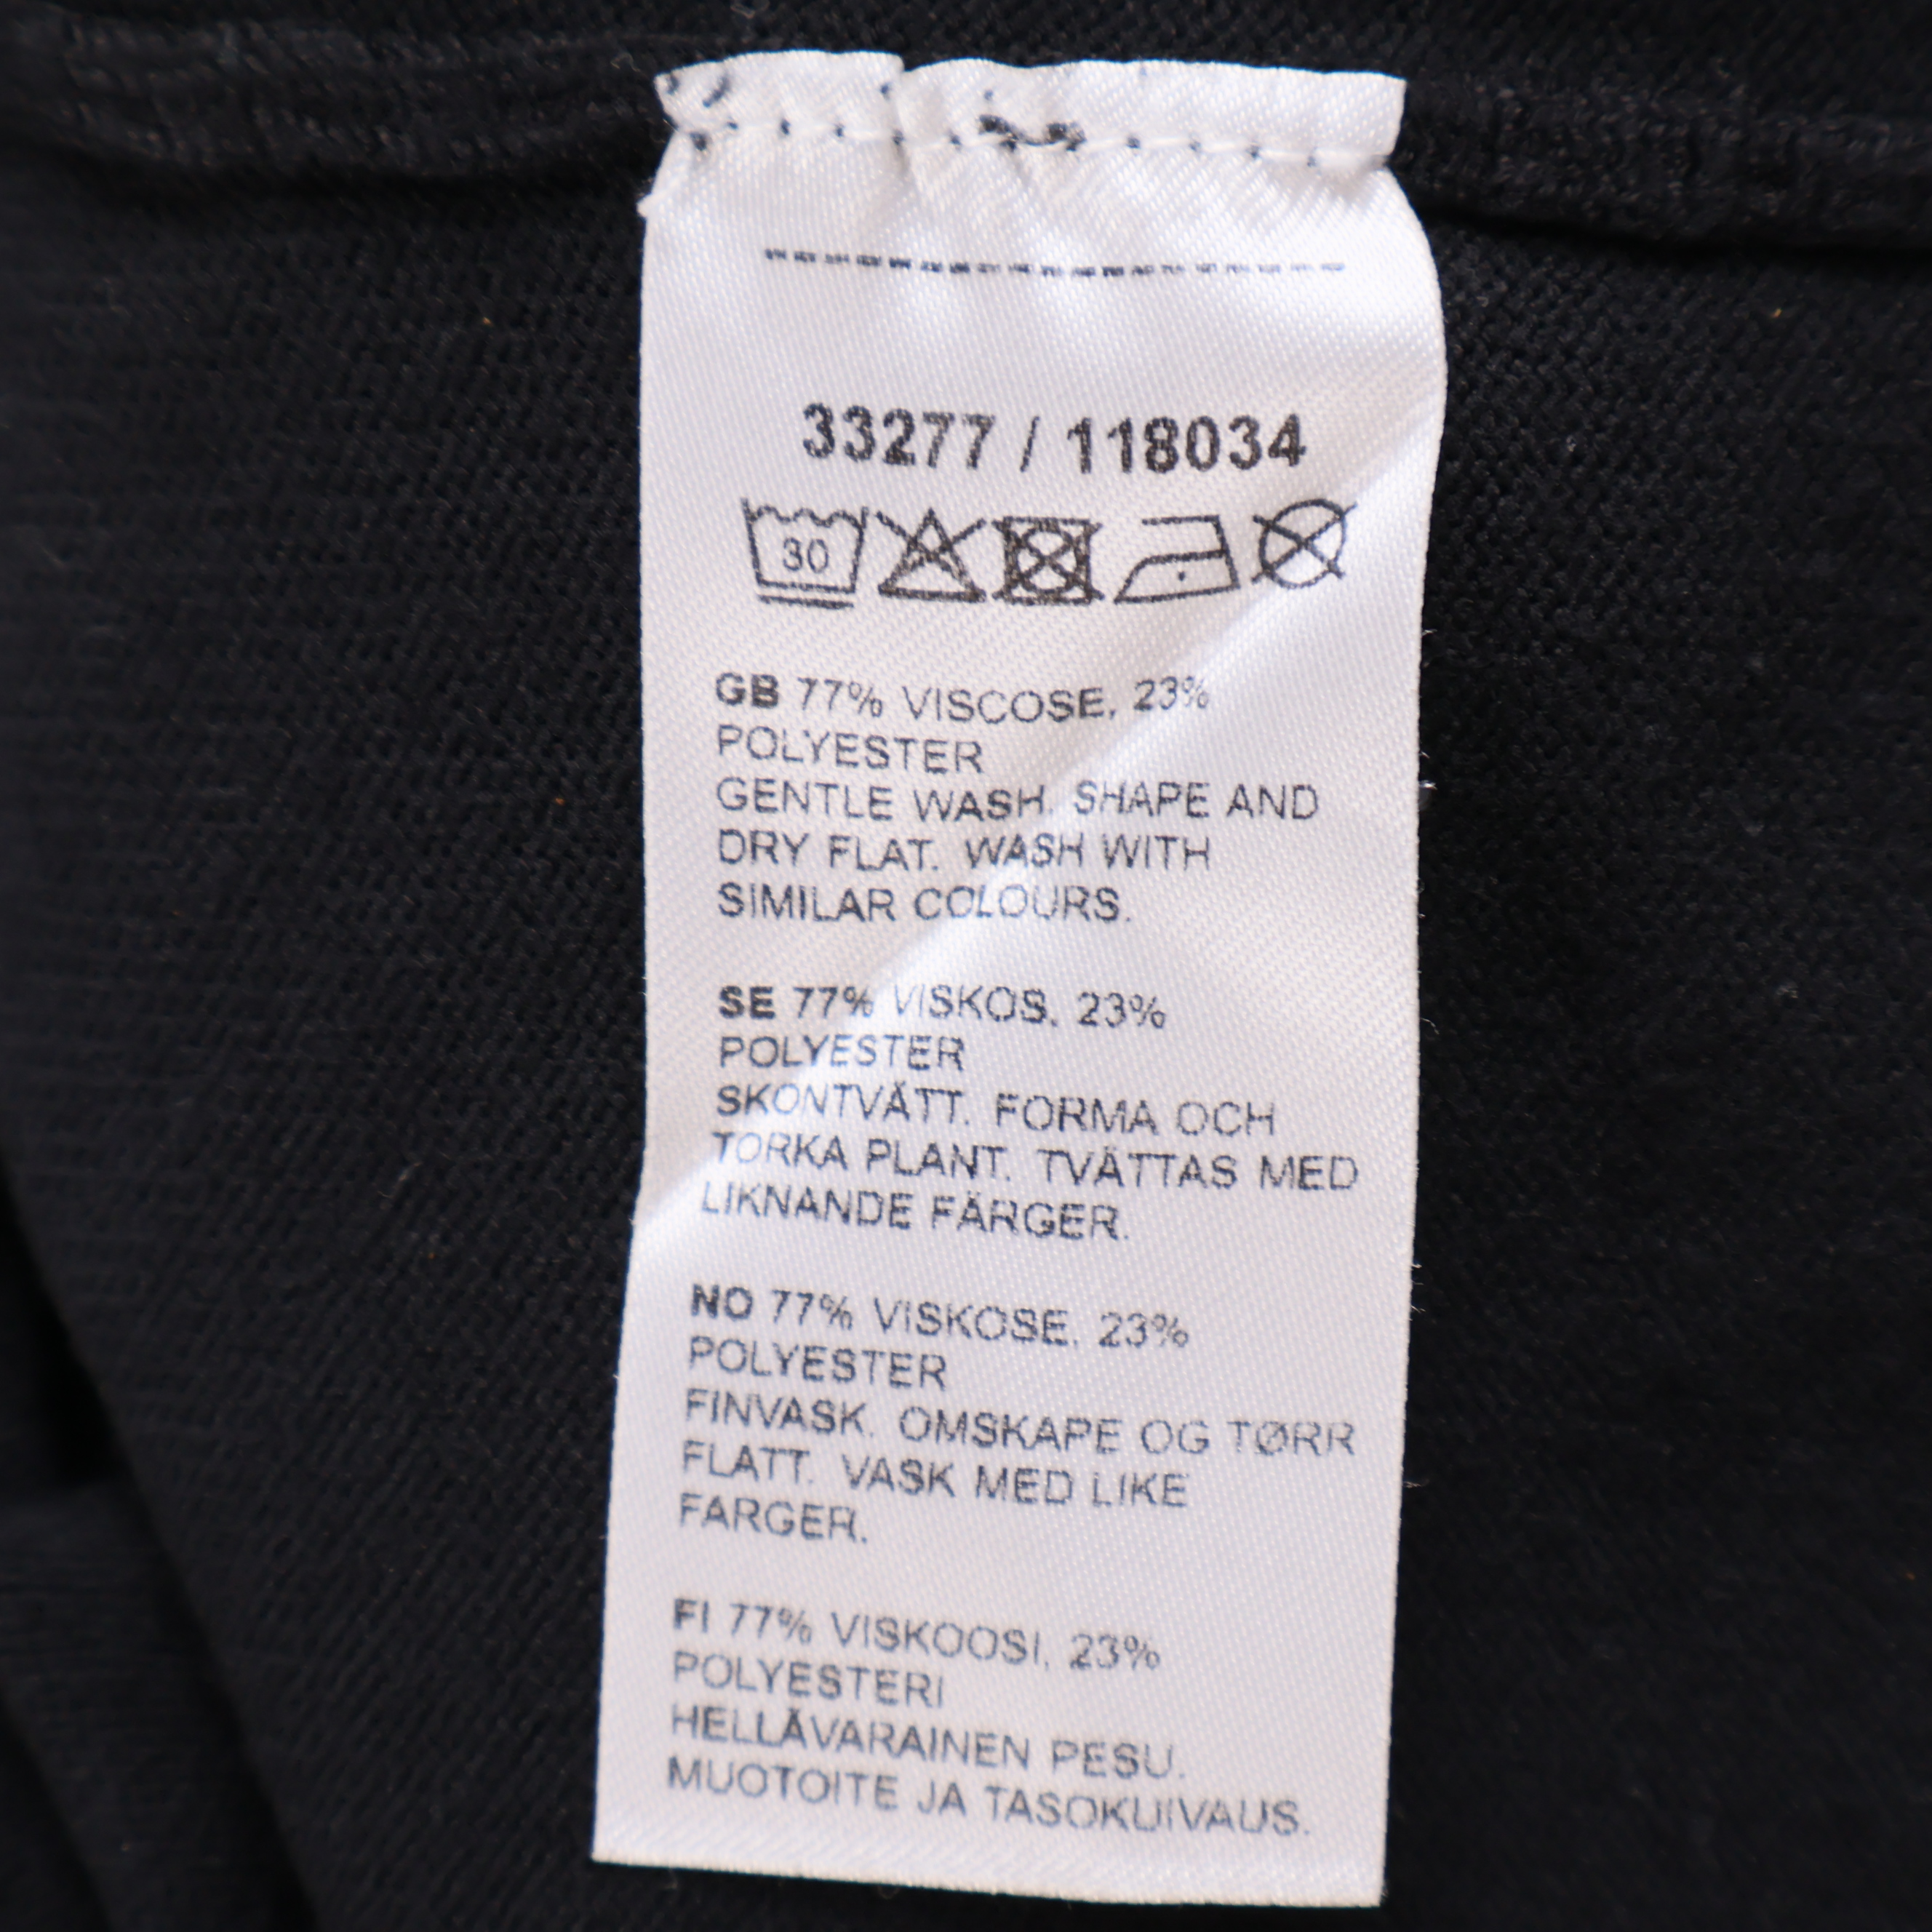 33277 / 118034
30
GB 77% VISCOSE, 23%
POLYESTER
GENTLE WASH. SHAPE AND
DRY FLAT. WASH WITH
SIMILAR COLOURS.
SE 77% VISKOS, 23%
POLYESTER
SKONTVÄTT. FORMA OCH
TORKA PLANT. TVÄTTAS MED
LIKNANDE FÄRGER.
NO 77% VISKOSE, 23%
POLYESTER
FINVASK. OMSKAPE OG TØRR
FLATT. VASK MED LIKE
FARGER.
FI 77% VISKOOSI, 23%
POLYESTERI
HELLÄVARAINEN PESU.
MUOTOITE JA TASOKUIVAUS.